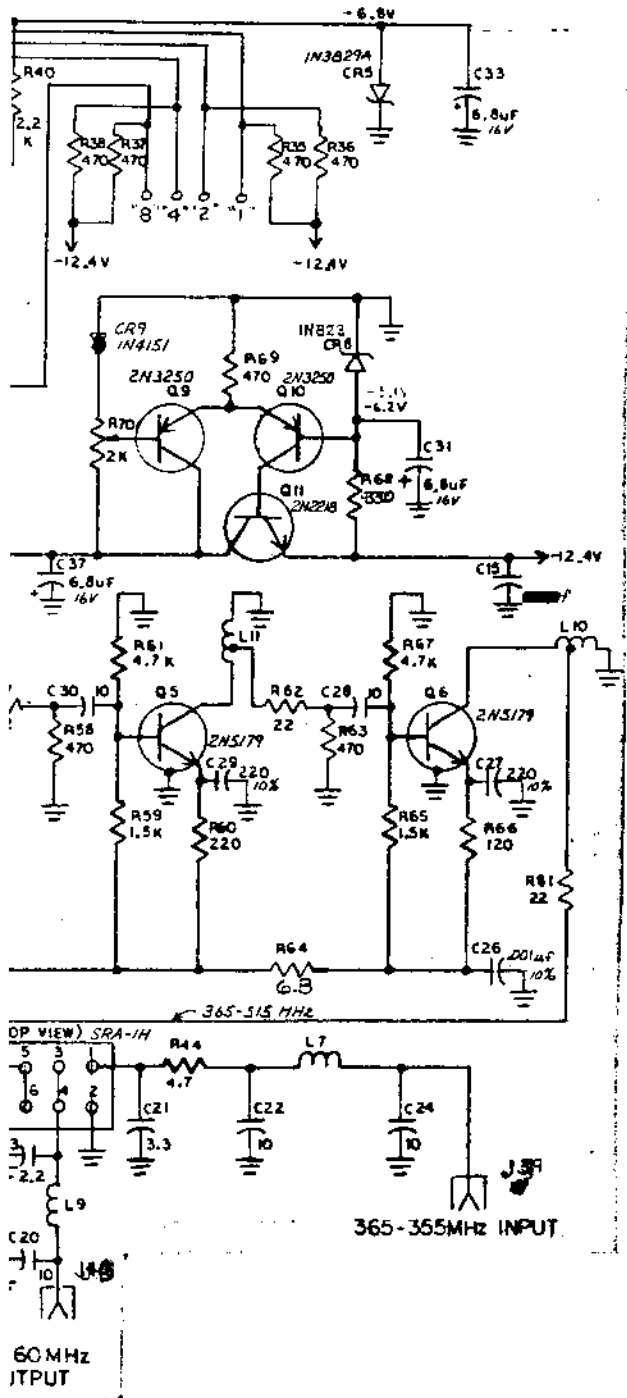 -6.8V
1N3829A
CR5
C33
6.8uF
16V
R40
2.2
K
R38
470
R37
470
R35
470
R36
470
8 4 2 1
-12.4V
-12.4V
CR9
1N4151
1N823
CR8
R69
470
2N3250
Q9
2N3250
Q10
-6.2V
R70
2K
C31
6.8uF
16V
Q11
2N2218
R68
330
C37
6.8uF
16V
-12.4V
C15
R61
4.7K
L11
R67
4.7K
L10
C30
10
Q5
R62
22
C28
10
Q6
2N5179
2N5179
R58
470
R63
470
C29
220
10%
C27
220
10%
R59
1.5K
R60
220
R65
1.5K
R66
120
R81
22
R64
6.8
C26
.001uf
10%
365-515 MHz
OP VIEW) SRA-1H
5 3 1
6 4 2
R44
4.7
L7
C21
3.3
C22
10
C24
10
3
2.2
L9
C20
10
365-355MHz INPUT
60MHz
UTPUT